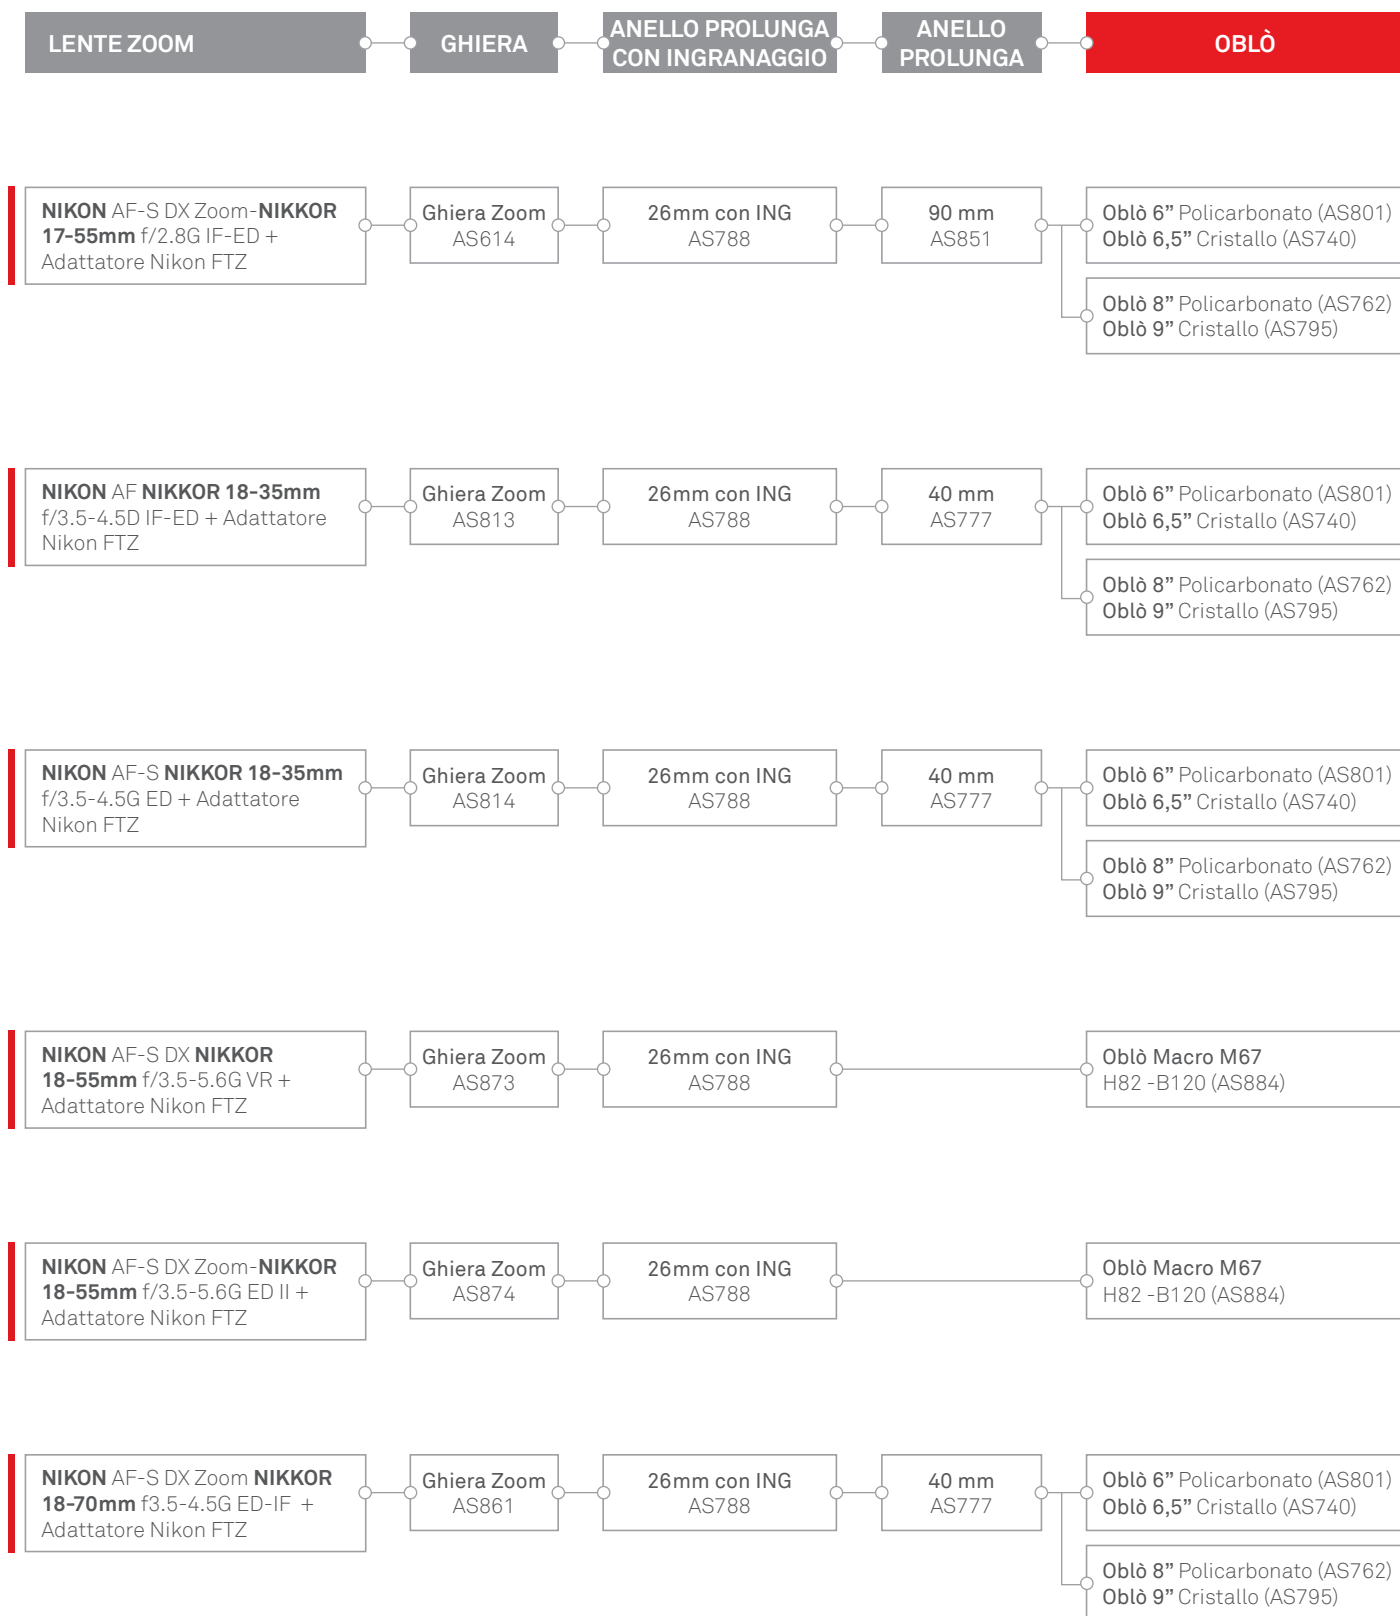 LENTE ZOOM
GHIERA
ANELLO PROLUNGA
CON INGRANAGGIO
ANELLO
PROLUNGA
OBLÒ
NIKON AF-S DX Zoom-NIKKOR
17-55mm f/2.8G IF-ED +
Adattatore Nikon FTZ
Ghiera Zoom
AS614
26mm con ING
AS788
90 mm
AS851
Oblò 6” Policarbonato (AS801)
Oblò 6,5” Cristallo (AS740)
Oblò 8” Policarbonato (AS762)
Oblò 9” Cristallo (AS795)
NIKON AF NIKKOR 18-35mm
f/3.5-4.5D IF-ED + Adattatore
Nikon FTZ
Ghiera Zoom
AS813
26mm con ING
AS788
40 mm
AS777
Oblò 6” Policarbonato (AS801)
Oblò 6,5” Cristallo (AS740)
Oblò 8” Policarbonato (AS762)
Oblò 9” Cristallo (AS795)
NIKON AF-S NIKKOR 18-35mm
f/3.5-4.5G ED + Adattatore
Nikon FTZ
Ghiera Zoom
AS814
26mm con ING
AS788
40 mm
AS777
Oblò 6” Policarbonato (AS801)
Oblò 6,5” Cristallo (AS740)
Oblò 8” Policarbonato (AS762)
Oblò 9” Cristallo (AS795)
NIKON AF-S DX NIKKOR
18-55mm f/3.5-5.6G VR +
Adattatore Nikon FTZ
Ghiera Zoom
AS873
26mm con ING
AS788
Oblò Macro M67
H82 -B120 (AS884)
NIKON AF-S DX Zoom-NIKKOR
18-55mm f/3.5-5.6G ED II +
Adattatore Nikon FTZ
Ghiera Zoom
AS874
26mm con ING
AS788
Oblò Macro M67
H82 -B120 (AS884)
NIKON AF-S DX Zoom NIKKOR
18-70mm f3.5-4.5G ED-IF +
Adattatore Nikon FTZ
Ghiera Zoom
AS861
26mm con ING
AS788
40 mm
AS777
Oblò 6” Policarbonato (AS801)
Oblò 6,5” Cristallo (AS740)
Oblò 8” Policarbonato (AS762)
Oblò 9” Cristallo (AS795)